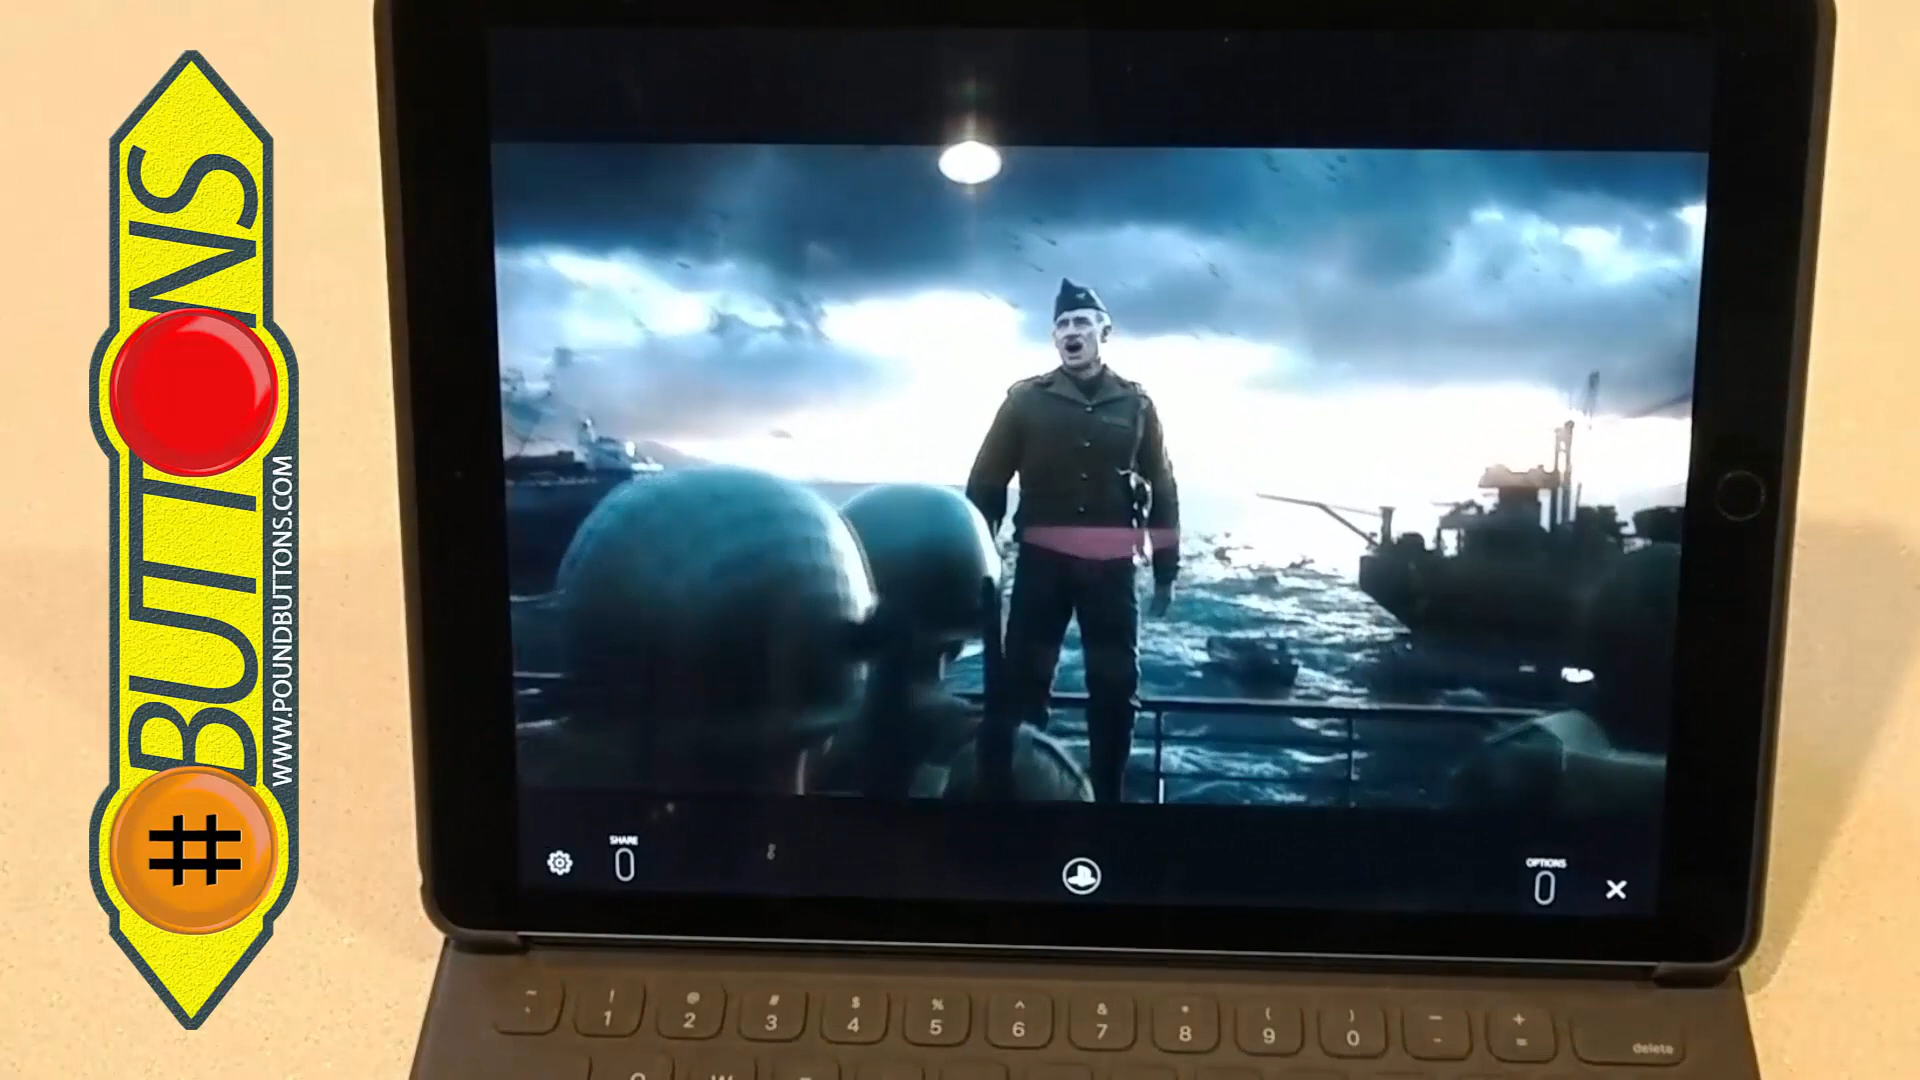 #BUTTONS
WWW.POUNDBUTTONS.COM
SHARE
OPTIONS
~ ! @ # $ % ^ & * ( ) _ +
` 1 2 3 4 5 6 7 8 9 0 - = delete
Q W